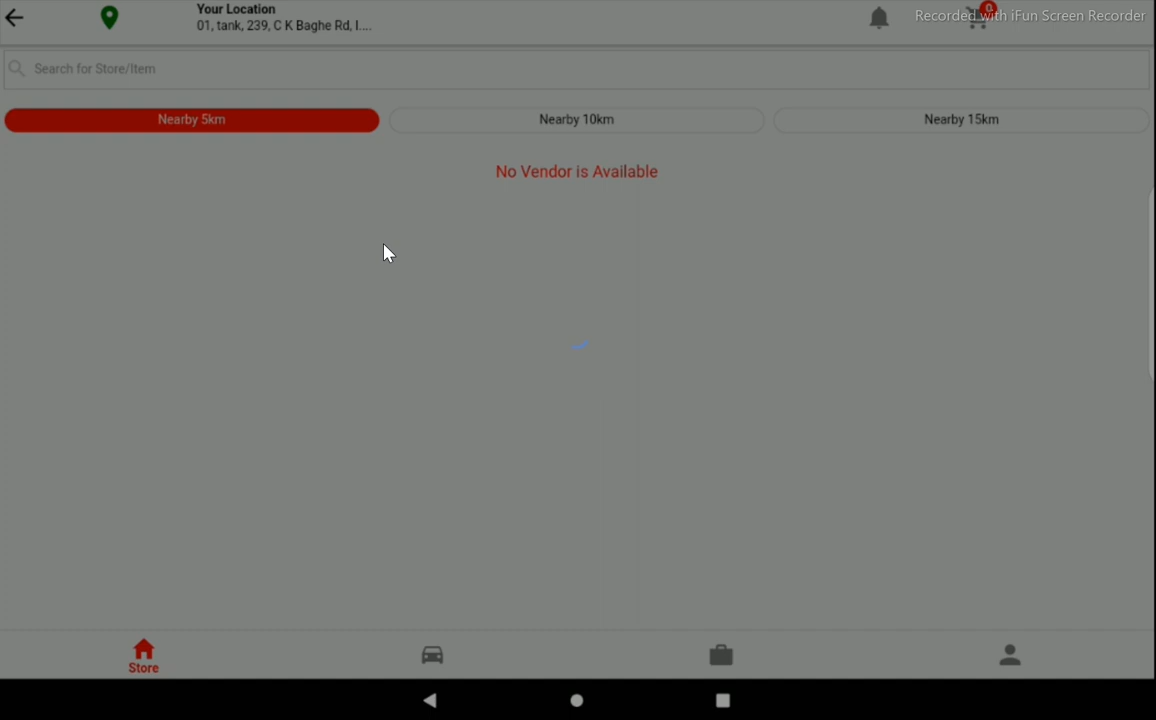 Your Location
01, tank, 239, C K Baghe Rd, I....
Recorded with iFun Screen Recorder
0
Search for Store/Item
Nearby 5km
Nearby 10km
Nearby 15km
No Vendor is Available
Store